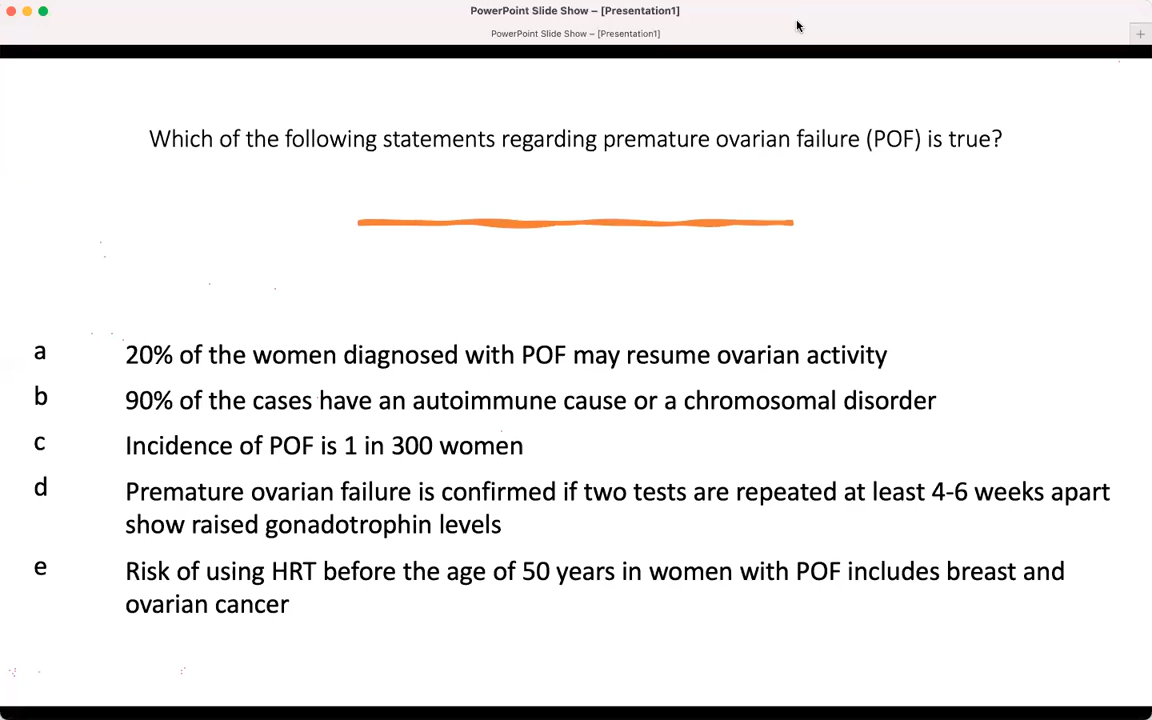 PowerPoint Slide Show – [Presentation1]
PowerPoint Slide Show – [Presentation1]
Which of the following statements regarding premature ovarian failure (POF) is true?
a 20% of the women diagnosed with POF may resume ovarian activity
b 90% of the cases have an autoimmune cause or a chromosomal disorder
c Incidence of POF is 1 in 300 women
d Premature ovarian failure is confirmed if two tests are repeated at least 4-6 weeks apart
show raised gonadotrophin levels
e Risk of using HRT before the age of 50 years in women with POF includes breast and
ovarian cancer